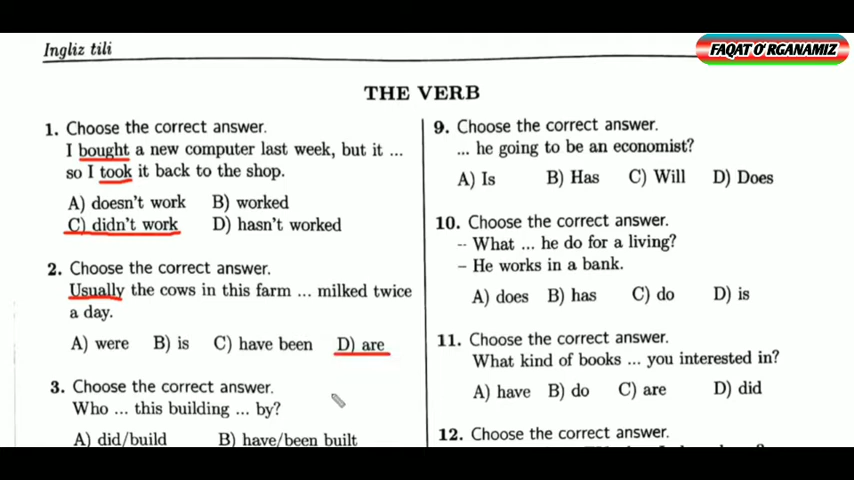 Ingliz tili
FAQAT O'RGANAMIZ
THE VERB
1. Choose the correct answer.
I bought a new computer last week, but it ...
so I took it back to the shop.
A) doesn't work B) worked
C) didn't work D) hasn't worked
2. Choose the correct answer.
Usually the cows in this farm ... milked twice
a day.
A) were B) is C) have been D) are
3. Choose the correct answer.
Who ... this building ... by?
A) did/build B) have/been built
9. Choose the correct answer.
... he going to be an economist?
A) Is B) Has C) Will D) Does
10. Choose the correct answer.
-- What ... he do for a living?
– He works in a bank.
A) does B) has C) do D) is
11. Choose the correct answer.
What kind of books ... you interested in?
A) have B) do C) are D) did
12. Choose the correct answer.